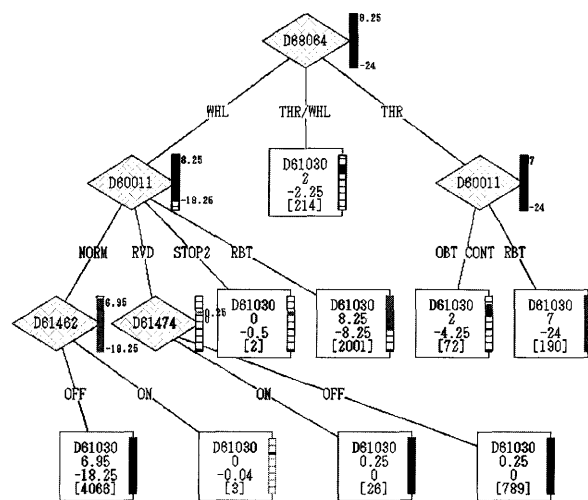 8.25
D68064
-24
WHL
THR/WHL
THR
D60011
8.25
-18.25
D61030
2
-2.25
[214]
D60011
7
-24
NORM
RVD
STOP2
RBT
OBT
CONT
RBT
D61462
6.95
-18.25
D61474
0.25
D61030
0
-0.5
[2]
D61030
8.25
-8.25
[2001]
D61030
2
-4.25
[72]
D61030
7
-24
[190]
OFF
ON
ON
OFF
D61030
6.95
-18.25
[4066]
D61030
0
-0.04
[3]
D61030
0.25
0
[26]
D61030
0.25
0
[789]